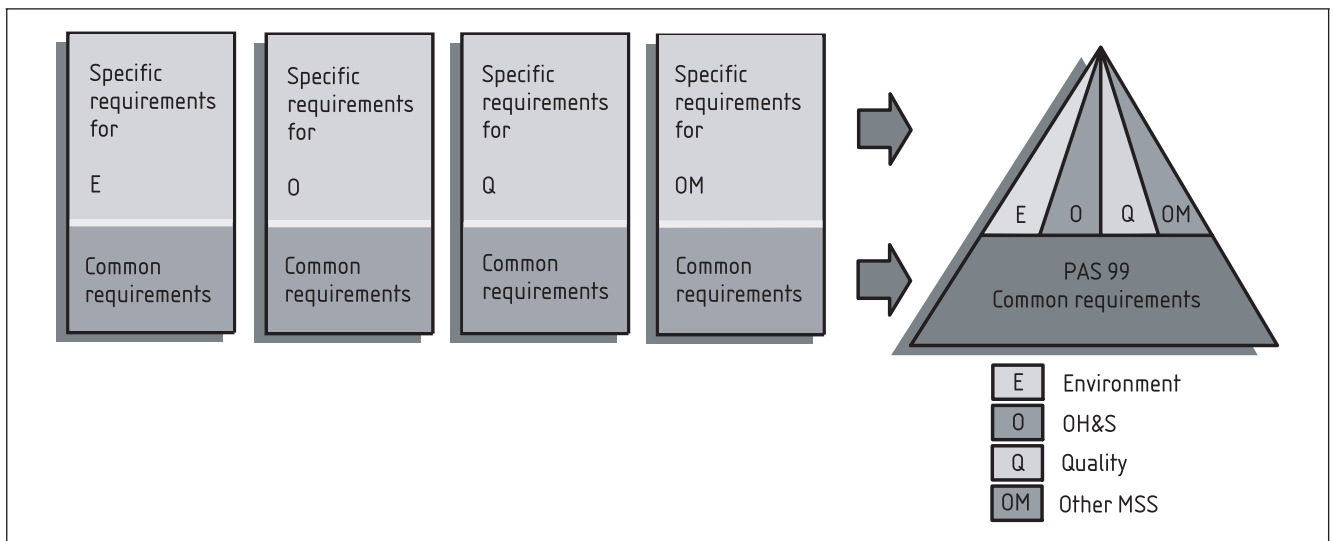 Specific
requirements
for
E
Common
requirements
Specific
requirements
for
O
Common
requirements
Specific
requirements
for
Q
Common
requirements
Specific
requirements
for
OM
Common
requirements
E
O
Q
OM
PAS 99
Common requirements
E Environment
O OH&S
Q Quality
OM Other MSS